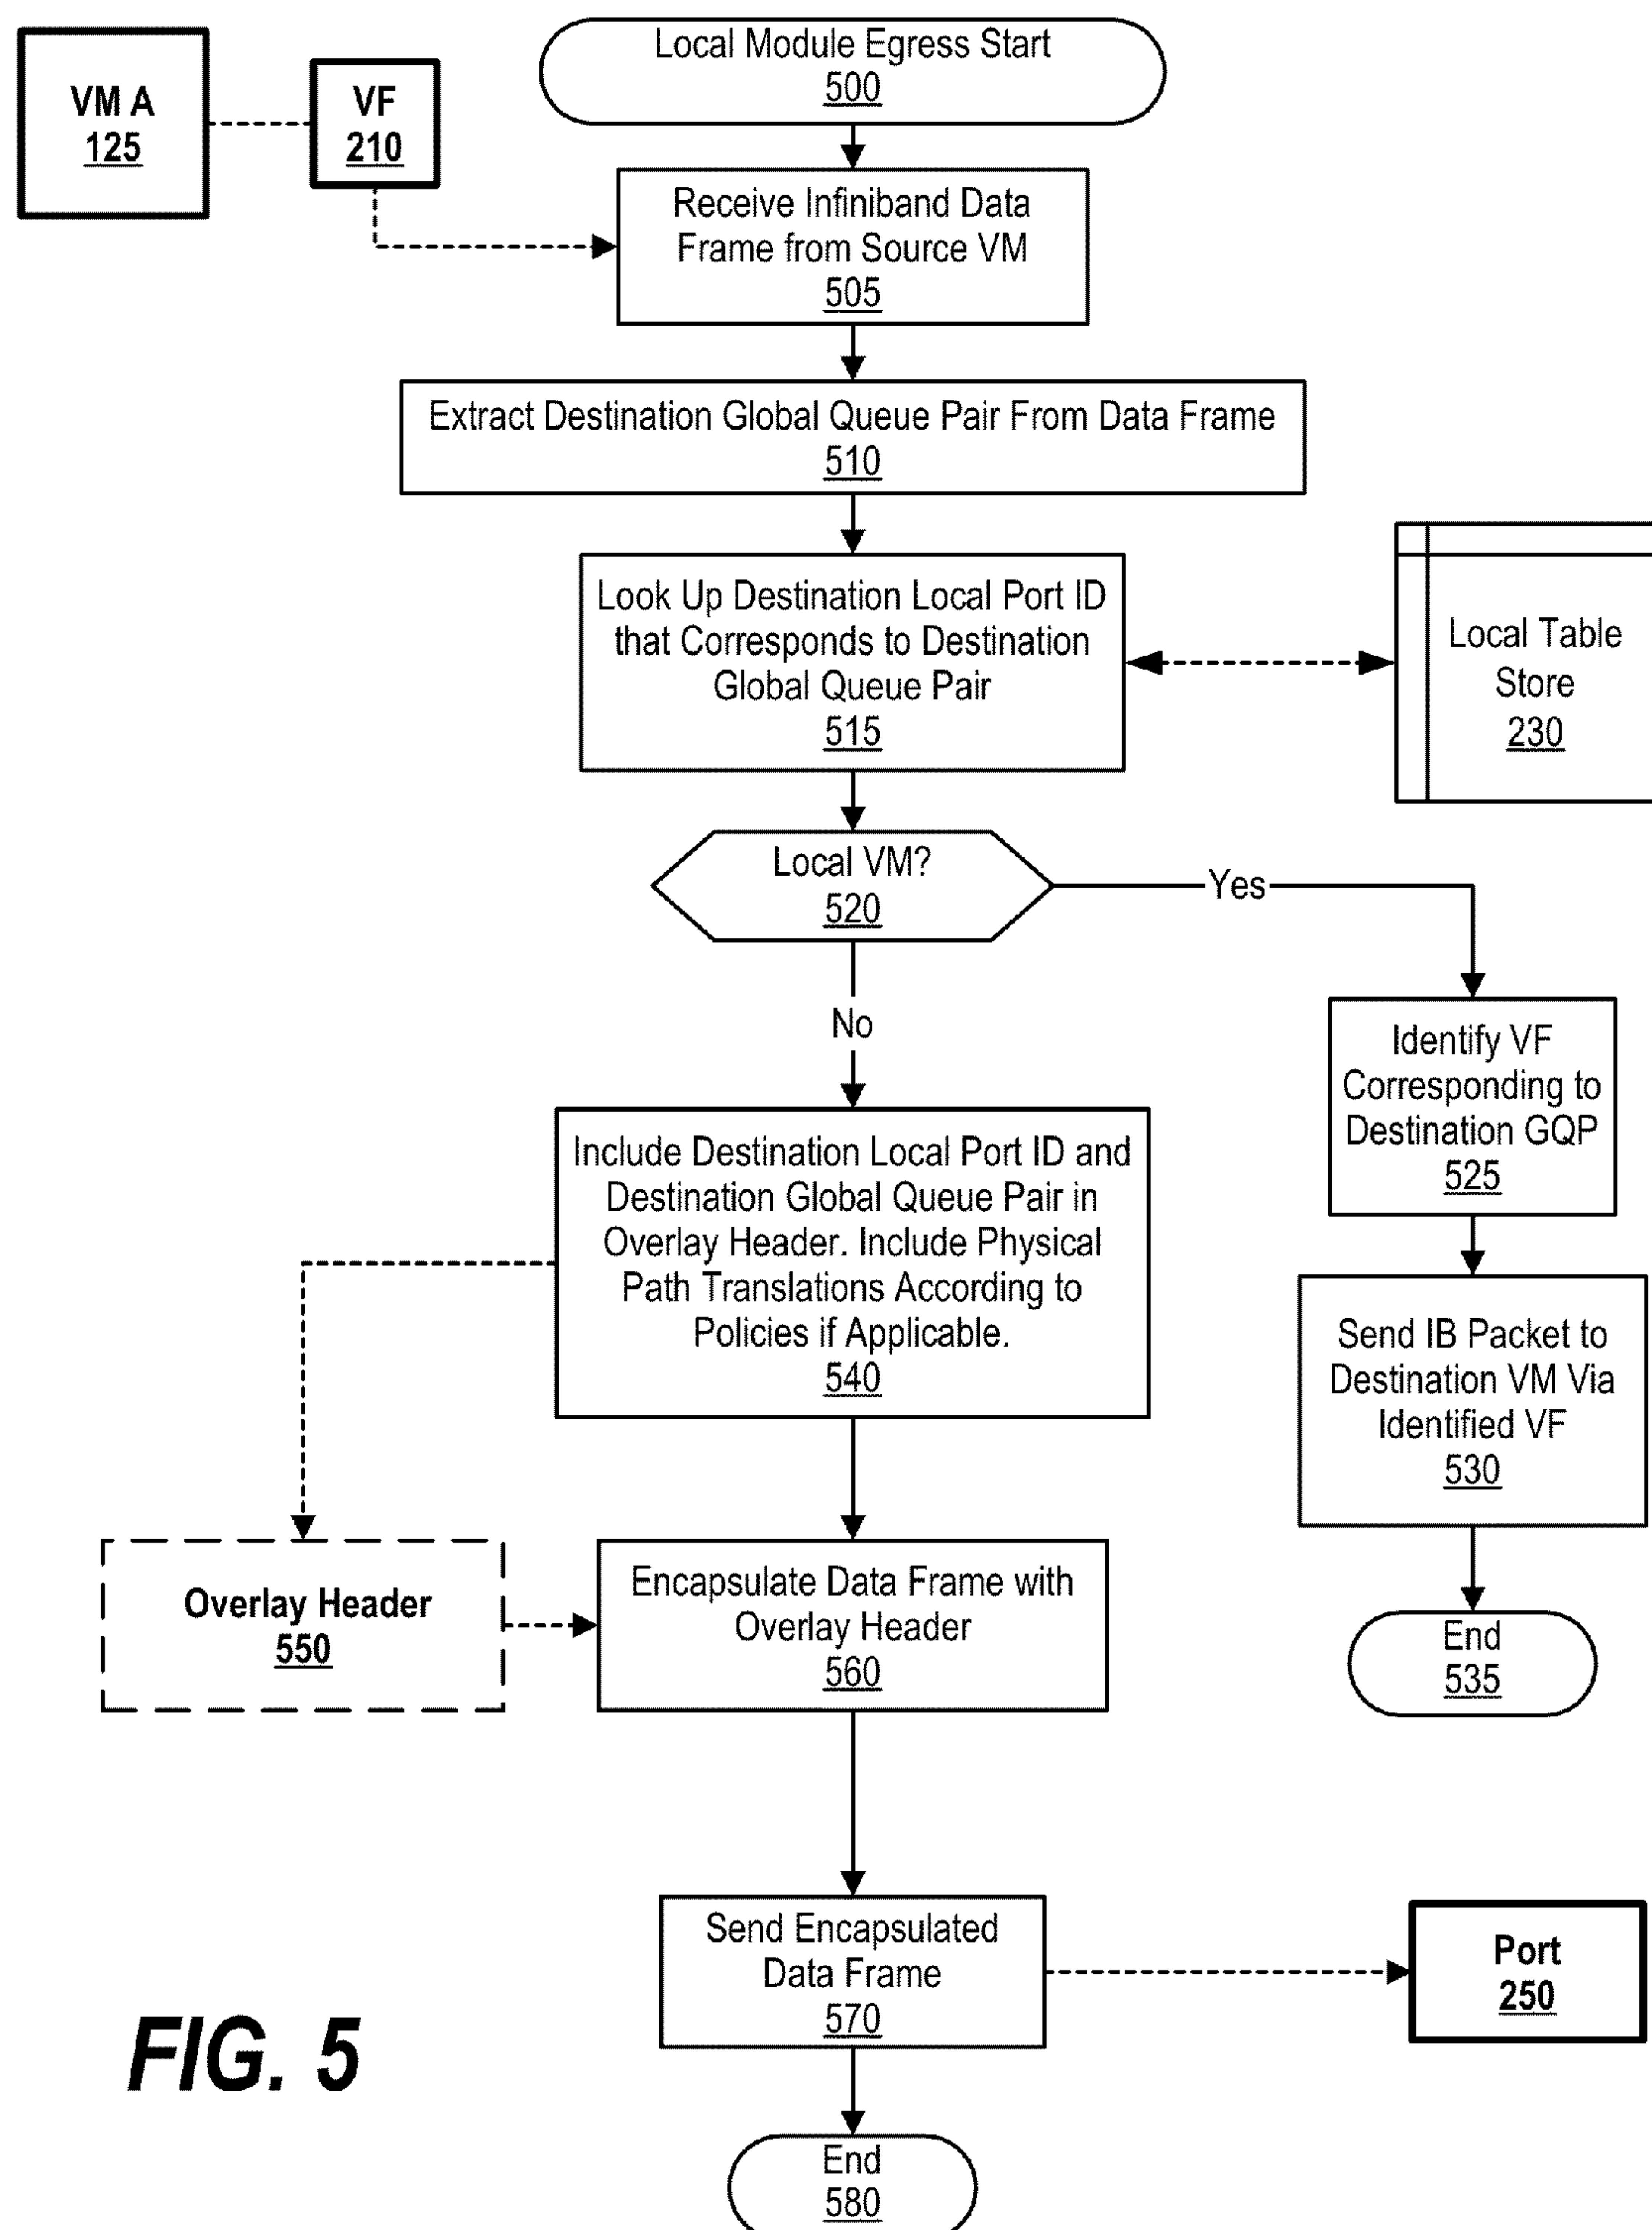 Local Module Egress Start
500
VM A
125
VF
210
Receive Infiniband Data
Frame from Source VM
505
Extract Destination Global Queue Pair From Data Frame
510
Look Up Destination Local Port ID
that Corresponds to Destination
Global Queue Pair
515
Local Table
Store
230
Local VM?
520
Yes
No
Identify VF
Corresponding to
Destination GQP
525
Include Destination Local Port ID and
Destination Global Queue Pair in
Overlay Header. Include Physical
Path Translations According to
Policies if Applicable.
540
Send IB Packet to
Destination VM Via
Identified VF
530
Overlay Header
550
Encapsulate Data Frame with
Overlay Header
560
End
535
Send Encapsulated
Data Frame
570
Port
250
FIG. 5
End
580